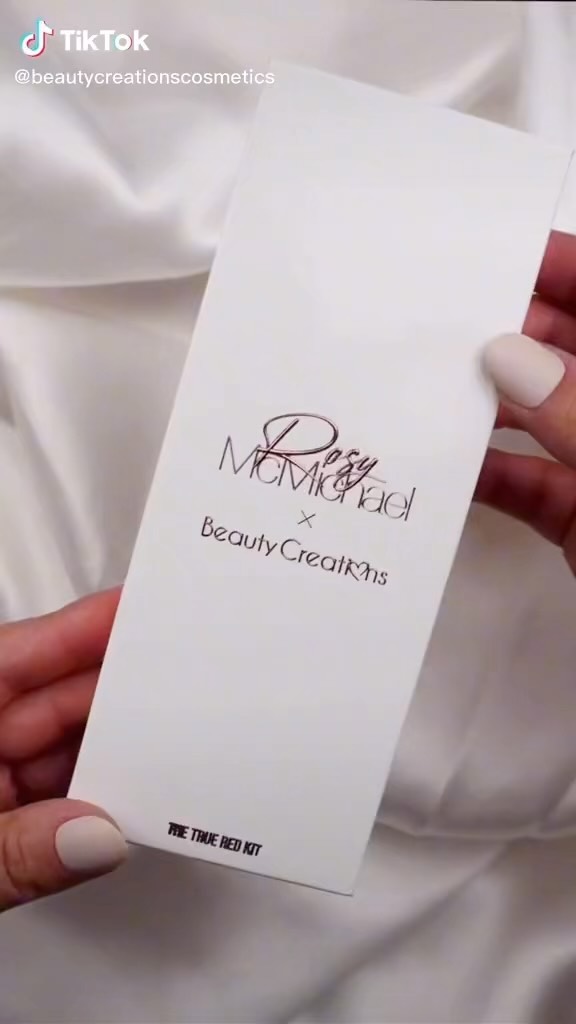 TikTok
@beautycreationscosmetics
Rosy
McMichael
×
Beauty Creations
THE TRUE RED KIT